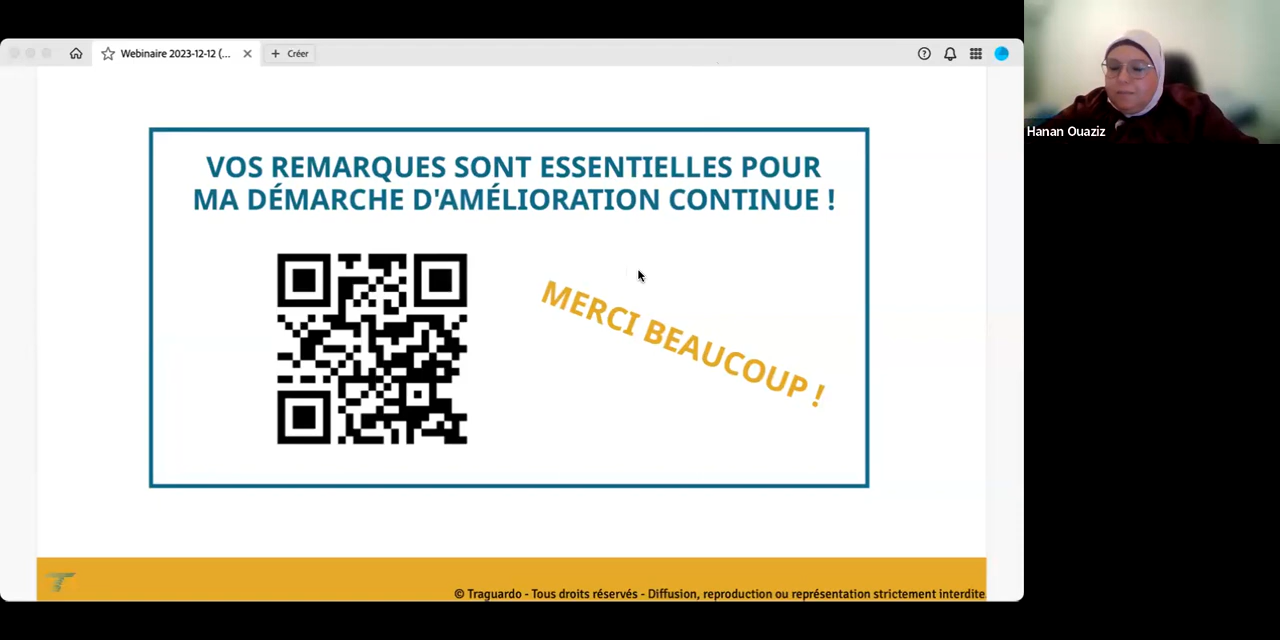 Webinaire 2023-12-12 (...
Créer
Hanan Ouaziz
VOS REMARQUES SONT ESSENTIELLES POUR
MA DÉMARCHE D'AMÉLIORATION CONTINUE !
MERCI BEAUCOUP !
© Traguardo - Tous droits réservés - Diffusion, reproduction ou représentation strictement interdite